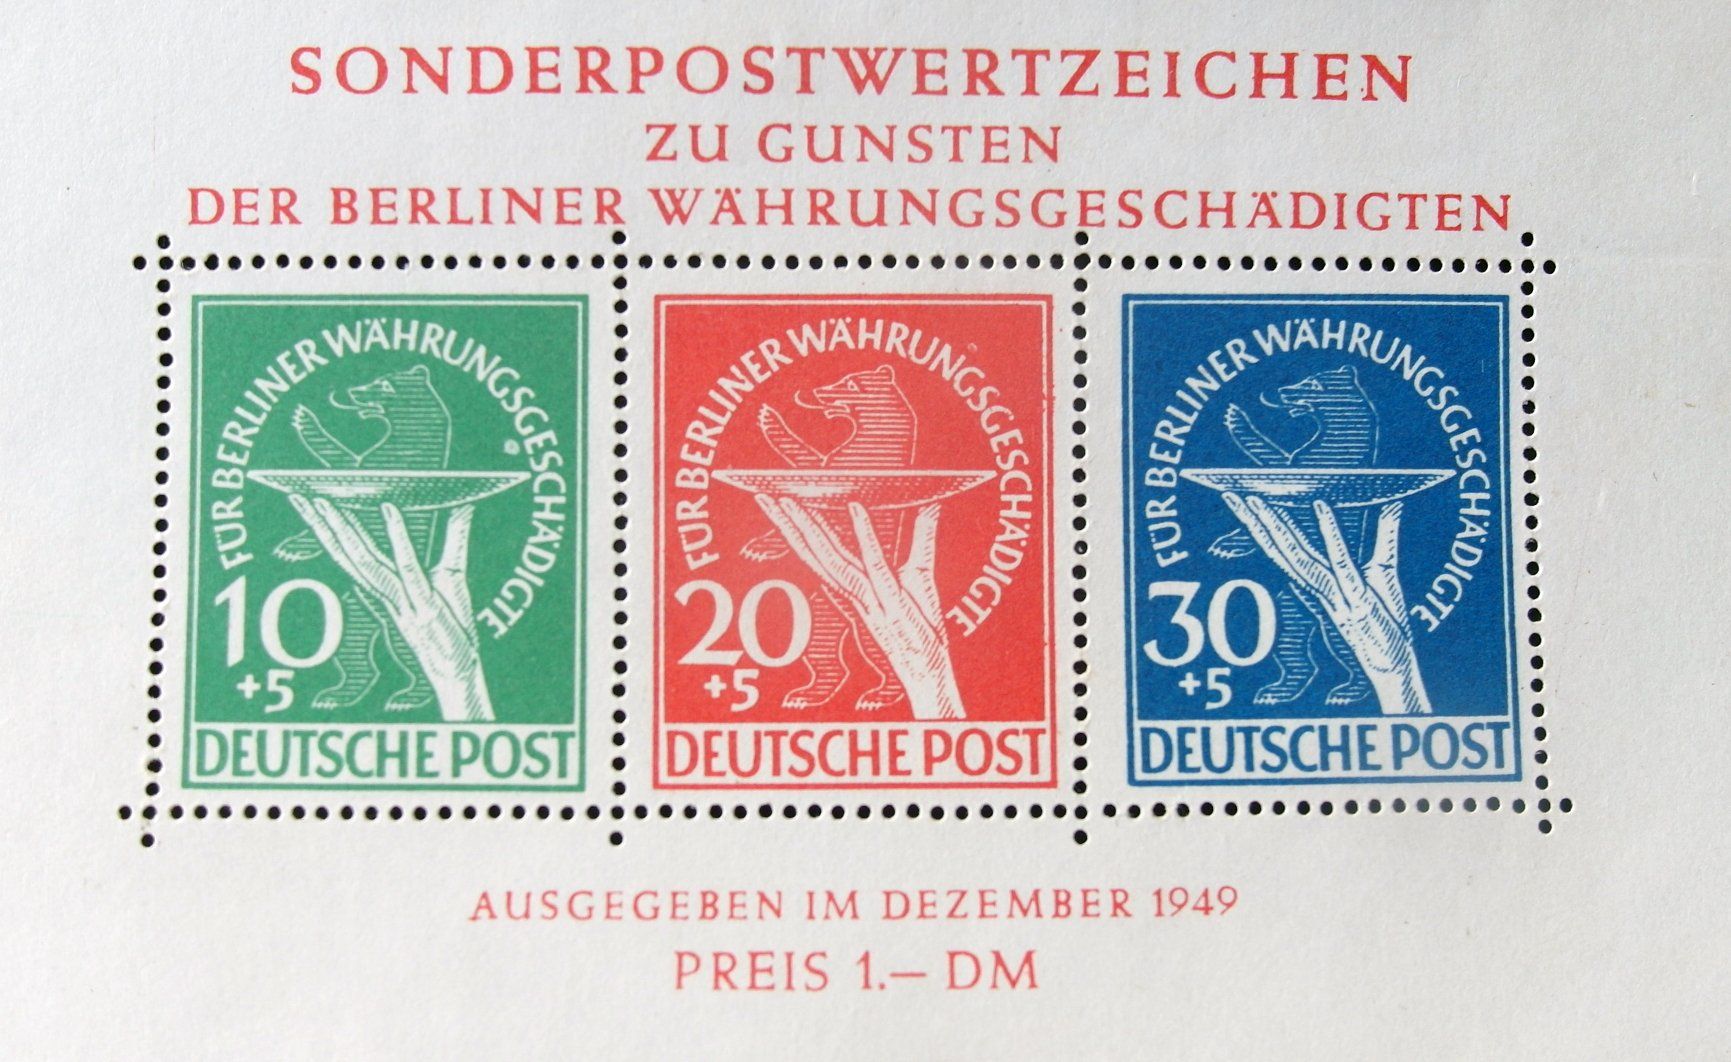 SONDERPOSTWERTZEICHEN
ZU GUNSTEN
DER BERLINER WÄHRUNGSGESCHÄDIGTEN
FÜR BERLINER WÄHRUNGSGESCHÄDIGTE
10
+5
DEUTSCHE POST
FÜR BERLINER WÄHRUNGSGESCHÄDIGTE
20
+5
DEUTSCHE POST
FÜR BERLINER WÄHRUNGSGESCHÄDIGTE
30
+5
DEUTSCHE POST
AUSGEGEBEN IM DEZEMBER 1949
PREIS 1.— DM